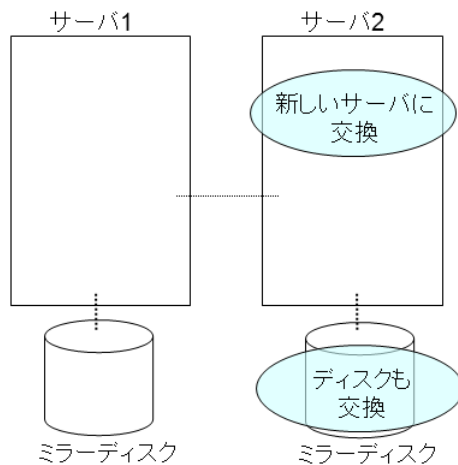 サーバ1
サーバ2
新しいサーバに
交換
ディスクも
交換
ミラーディスク
ミラーディスク